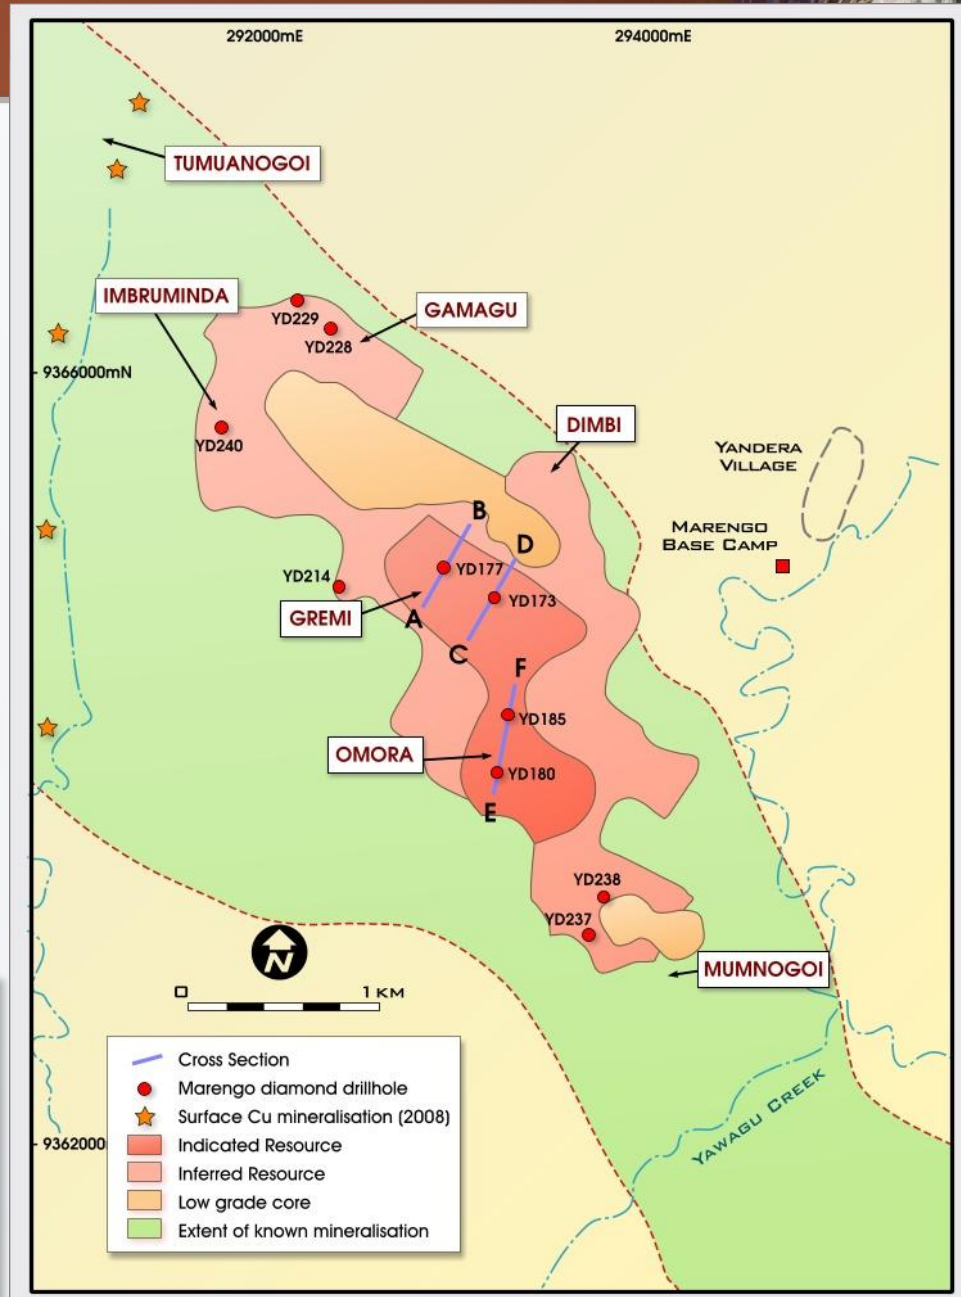 292000mE
294000mE
TUMUANOGOI
IMBRUMINDA
GAMAGU
YD229
YD228
9366000mN
DIMBI
YD240
YANDERA
VILLAGE
B
MARENGO
BASE CAMP
D
YD177
YD214
YD173
GREMI
A
C
F
YD185
OMORA
YD180
E
YD238
YD237
MUMNOGOI
N
0
1 KM
Cross Section
Marengo diamond drillhole
Surface Cu mineralisation (2008)
9362000
Indicated Resource
Inferred Resource
Low grade core
Extent of known mineralisation
YAWAGU CREEK